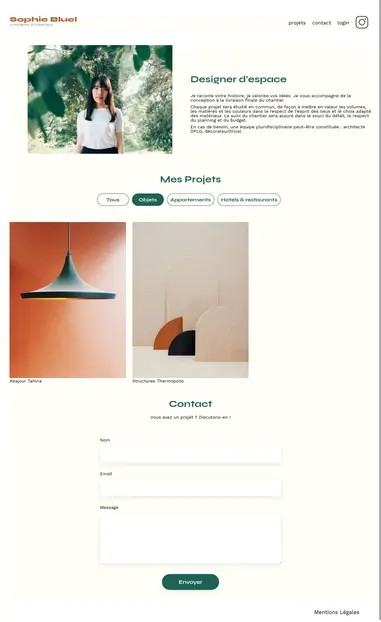 Sophie Bluel
Architecte d'intérieur
projets
contact
login
Designer d'espace
Je raconte votre histoire, je valorise vos idées. Je vous accompagne de la
conception à la livraison finale du chantier.
Chaque projet sera étudié en commun, de façon à mettre en valeur les volumes,
les matières et les couleurs dans le respect de l'esprit des lieux et le choix adapté
des matériaux. Le suivi du chantier sera assuré dans le souci du détail, le respect
du planning et du budget.
En cas de besoin, une équipe pluridisciplinaire peut-être constituée : architecte
DPLG, décorateur(trice)
Mes Projets
Tous
Objets
Appartements
Hotels & restaurants
Abajour Tahina
Structures Thermopolis
Contact
Vous avez un projet ? Discutons-en !
Nom
Email
Message
Envoyer
Mentions Légales